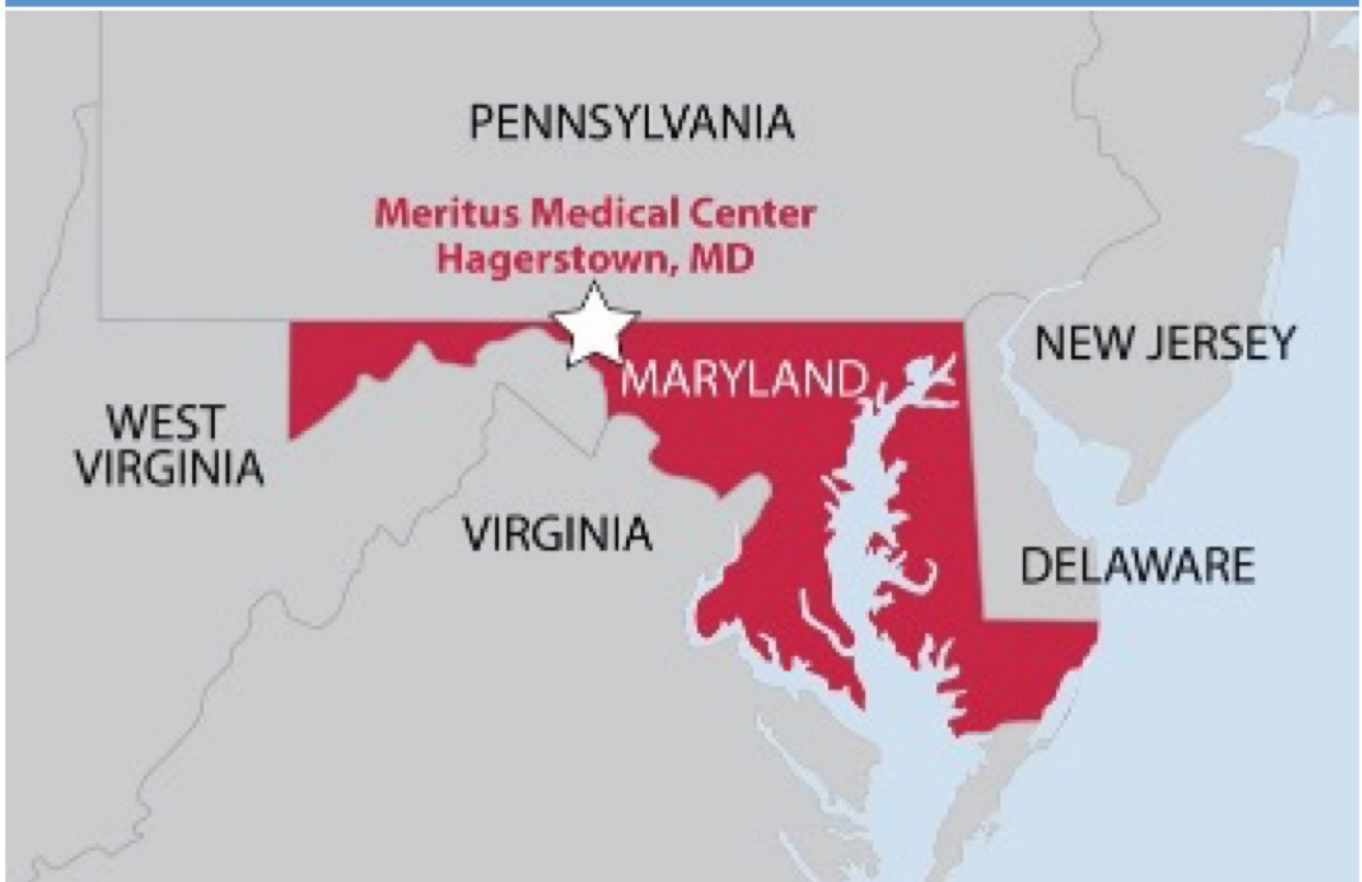 PENNSYLVANIA
Meritus Medical Center
Hagerstown, MD
NEW JERSEY
MARYLAND
WEST
VIRGINIA
VIRGINIA
DELAWARE